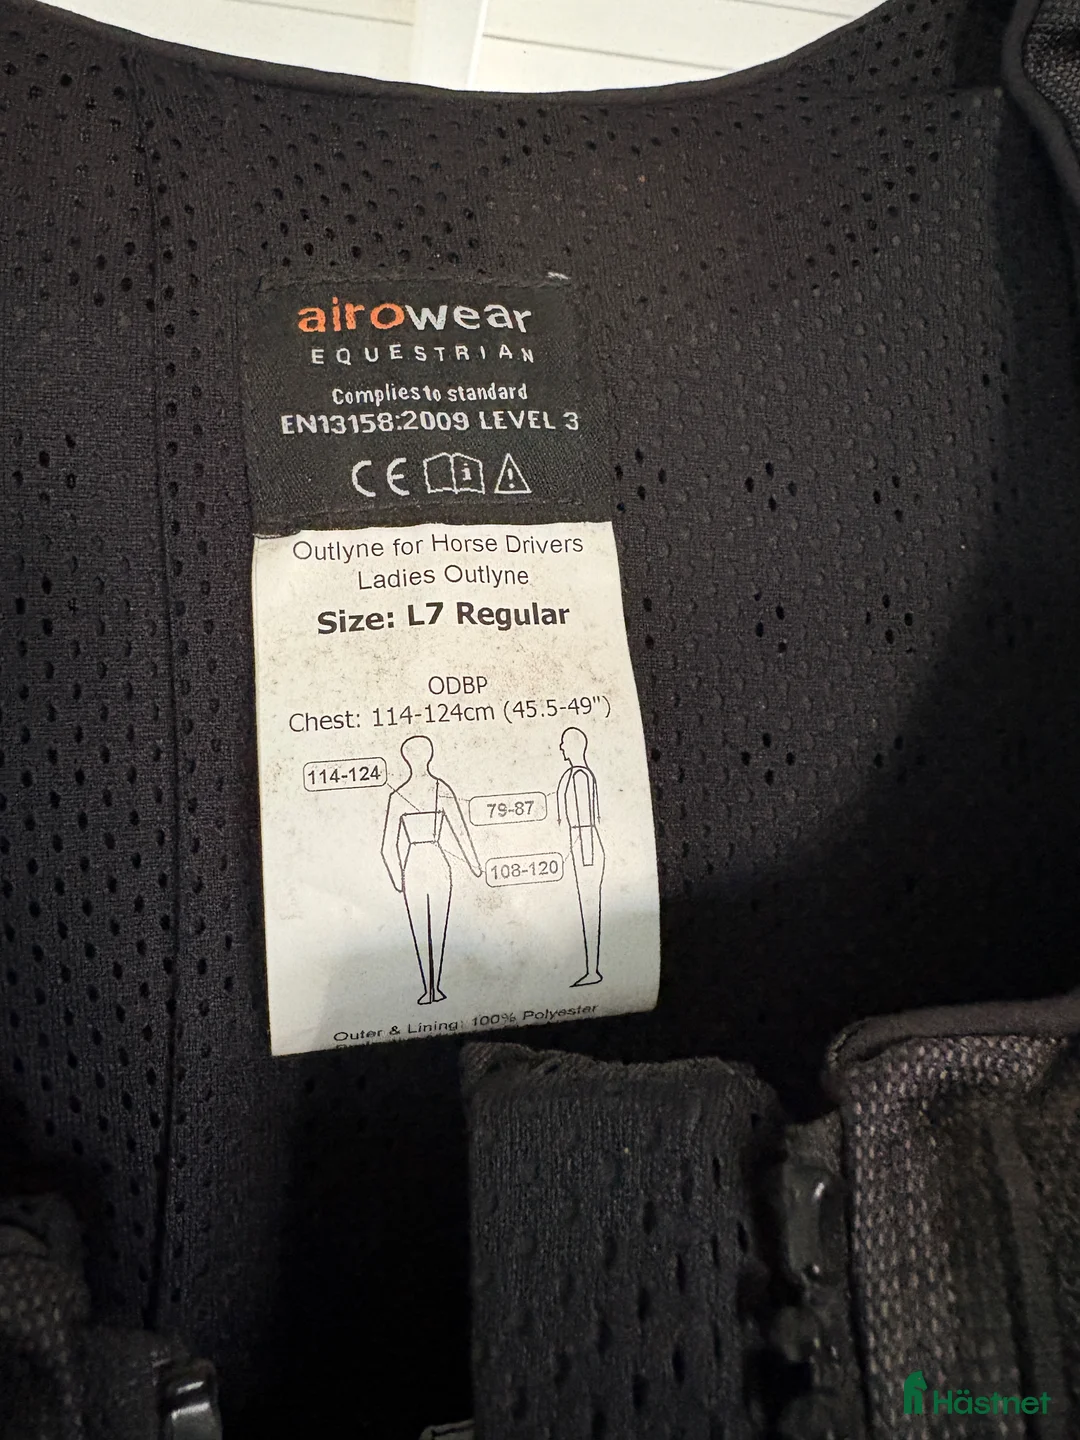 airowear
EQUESTRIAN
Complies to standard
EN13158:2009 LEVEL 3
CE
Outlyne for Horse Drivers
Ladies Outlyne
Size: L7 Regular
ODBP
Chest: 114-124cm (45.5-49")
114-124
79-87
108-120
Outer & Lining: 100% Polyester
Hästnet